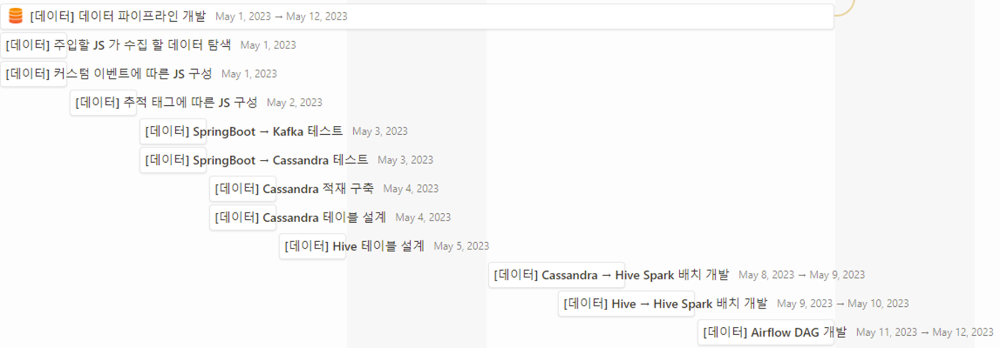 [데이터] 데이터 파이프라인 개발 May 1, 2023 → May 12, 2023
[데이터] 주입할 JS 가 수집 할 데이터 탐색 May 1, 2023
[데이터] 커스텀 이벤트에 따른 JS 구성 May 1, 2023
[데이터] 추적 태그에 따른 JS 구성 May 2, 2023
[데이터] SpringBoot → Kafka 테스트 May 3, 2023
[데이터] SpringBoot → Cassandra 테스트 May 3, 2023
[데이터] Cassandra 적재 구축 May 4, 2023
[데이터] Cassandra 테이블 설계 May 4, 2023
[데이터] Hive 테이블 설계 May 5, 2023
[데이터] Cassandra → Hive Spark 배치 개발 May 8, 2023 → May 9, 2023
[데이터] Hive → Hive Spark 배치 개발 May 9, 2023 → May 10, 2023
[데이터] Airflow DAG 개발 May 11, 2023 → May 12, 2023